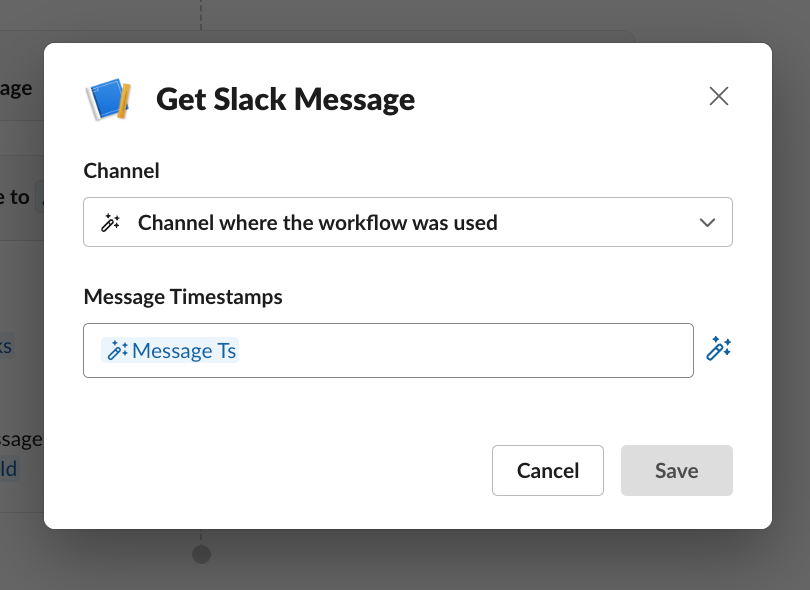 Get Slack Message
age
Channel
e to
Channel where the workflow was used
Message Timestamps
ks
Message Ts
ssage
ld
Cancel
Save